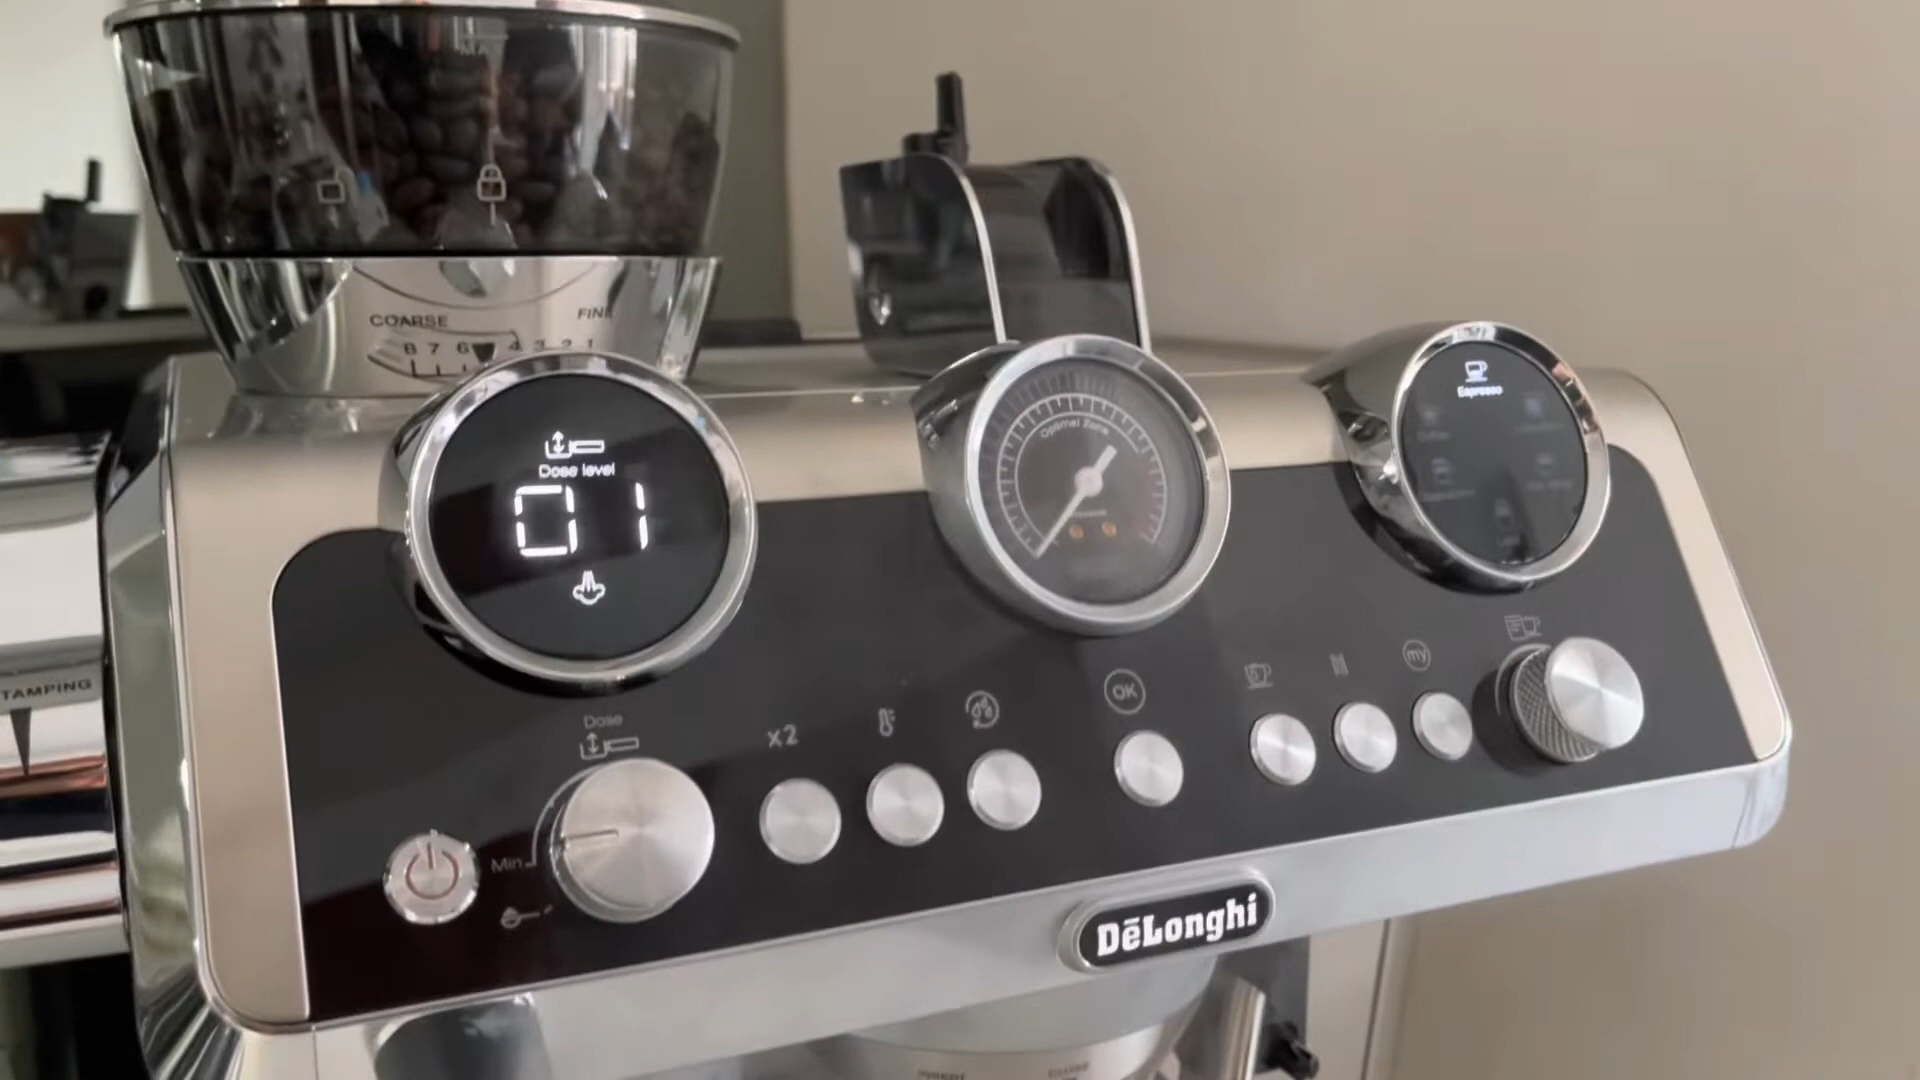 MAX
COARSE
FINE
8 7 6 4 3 2 1
Dose level
01
Optimal Zone
Espresso
TAMPING
Dose
x2
OK
my
Min
DēLonghi